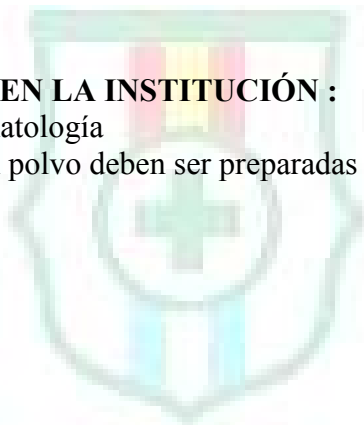 EN LA INSTITUCIÓN :
atología
polvo deben ser preparadas